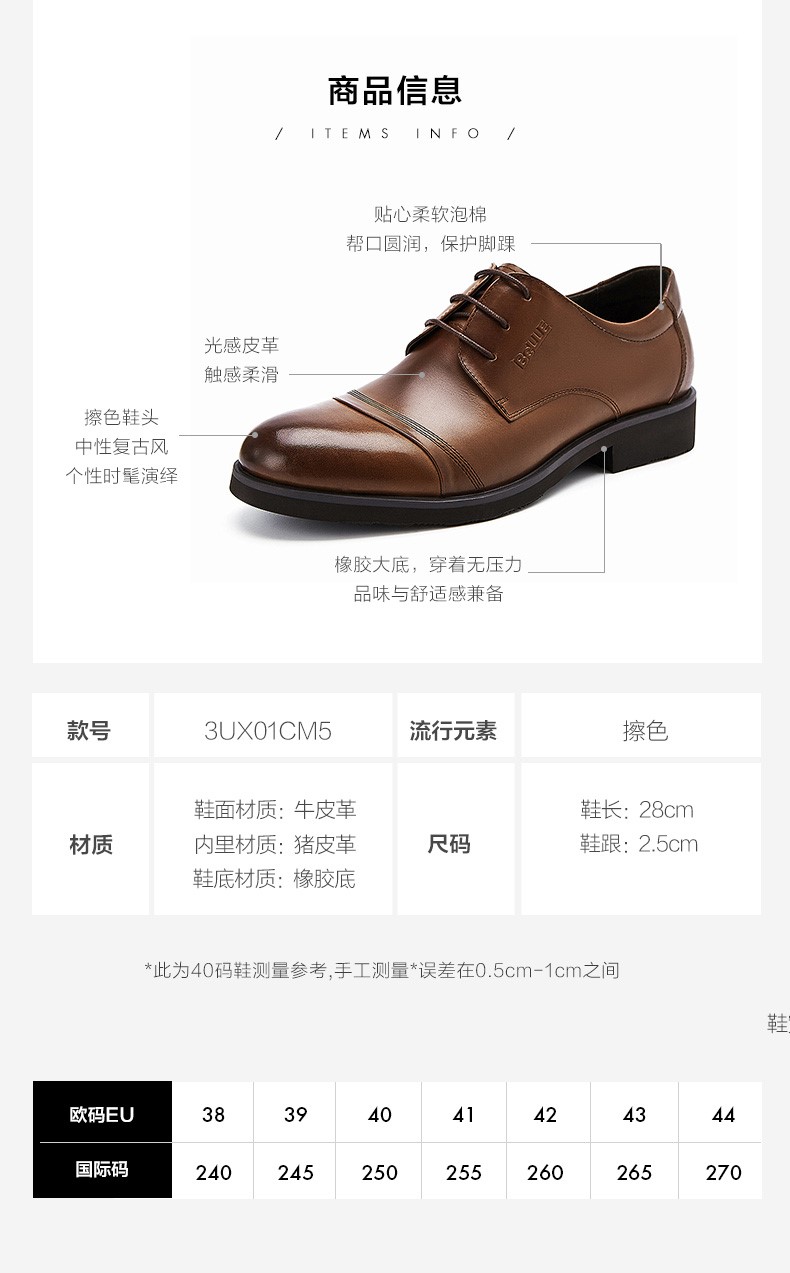 商品信息
/ ITEMS INFO /
贴心柔软泡棉
帮口圆润，保护脚踝
BeLLE
光感皮革
触感柔滑
擦色鞋头
中性复古风
个性时髦演绎
橡胶大底，穿着无压力
品味与舒适感兼备
款号 3UX01CM5 流行元素 擦色
材质
鞋面材质：牛皮革
内里材质：猪皮革
鞋底材质：橡胶底
尺码
鞋长：28cm
鞋跟：2.5cm
*此为40码鞋测量参考,手工测量*误差在0.5cm-1cm之间
鞋
欧码EU 38 39 40 41 42 43 44
国际码 240 245 250 255 260 265 270